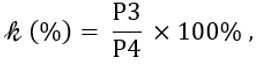 𝓀 (%) = P3/P4 × 100% ,